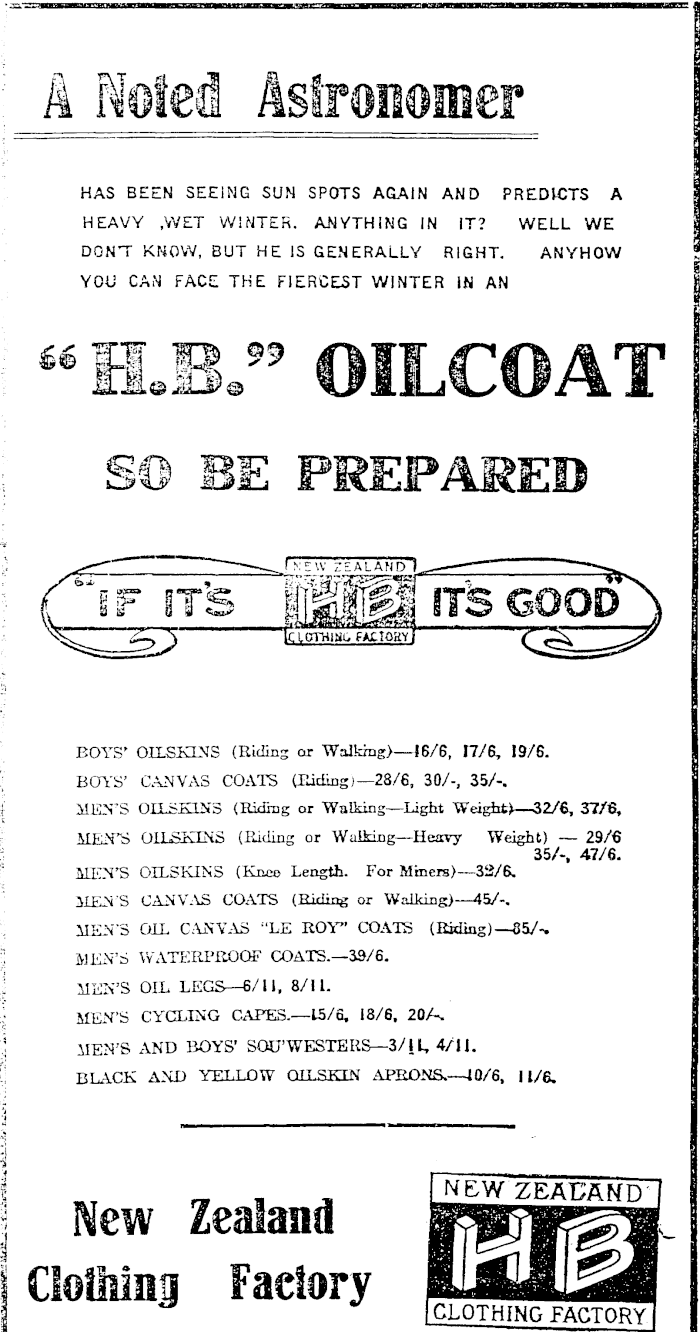 A Noted Astronomer
HAS BEEN SEEING SUN SPOTS AGAIN AND PREDICTS A
HEAVY ,WET WINTER. ANYTHING IN IT? WELL WE
DON'T KNOW, BUT HE IS GENERALLY RIGHT. ANYHOW
YOU CAN FACE THE FIERCEST WINTER IN AN
“H.B.” OILCOAT
SO BE PREPARED
NEW ZEALAND
“IF IT'S HB IT'S GOOD”
CLOTHING FACTORY
BOYS' OILSKINS (Riding or Walking)—16/6, 17/6, 19/6.
BOYS' CANVAS COATS (Riding)—28/6, 30/-, 35/-.
MEN'S OILSKINS (Riding or Walking—Light Weight)—32/6, 37/6,
MEN'S OILSKINS (Riding or Walking—Heavy Weight) — 29/6
35/-, 47/6.
MEN'S OILSKINS (Knee Length. For Miners)—32/6.
MEN'S CANVAS COATS (Riding or Walking)—45/-.
MEN'S OIL CANVAS "LE ROY" COATS (Riding)—85/-.
MEN'S WATERPROOF COATS.—39/6.
MEN'S OIL LEGS—6/11, 8/11.
MEN'S CYCLING CAPES.—15/6, 18/6, 20/-.
MEN'S AND BOYS' SOU'WESTERS—3/11, 4/11.
BLACK AND YELLOW OILSKIN APRONS.—10/6, 11/6.
New Zealand
Clothing Factory
NEW ZEALAND
HB
CLOTHING FACTORY